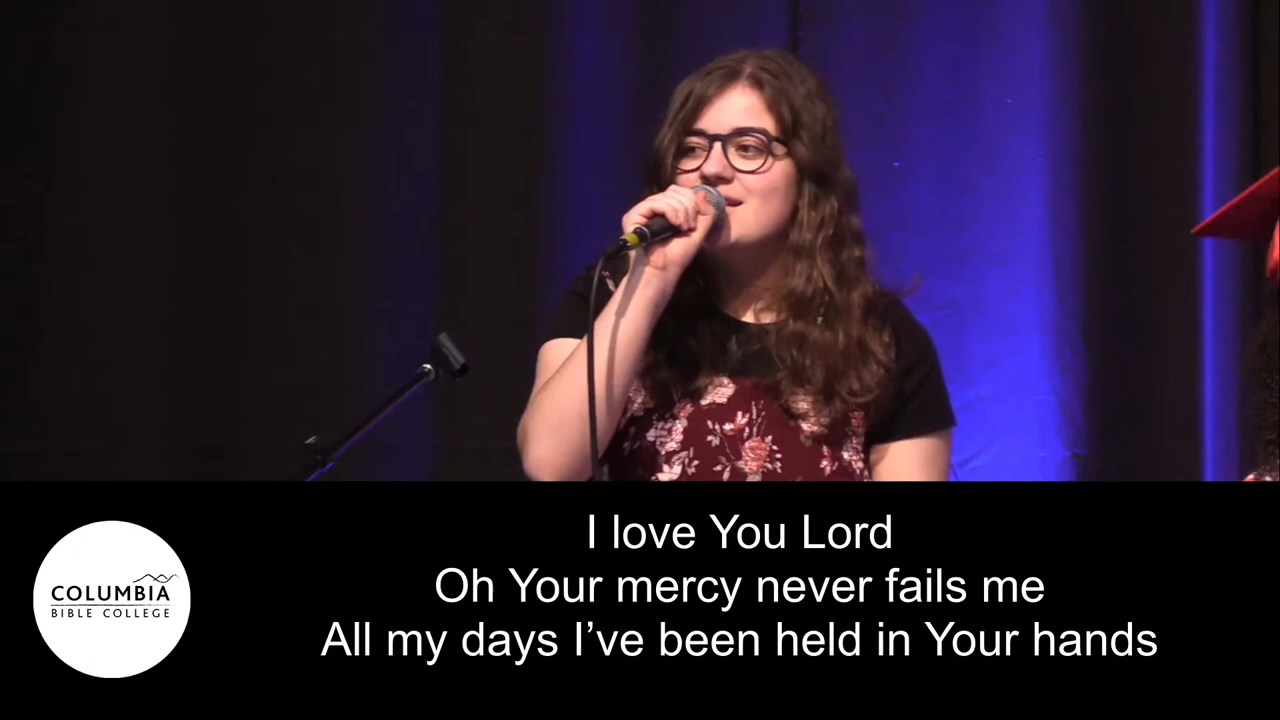 COLUMBIA
BIBLE COLLEGE
I love You Lord
Oh Your mercy never fails me
All my days I’ve been held in Your hands